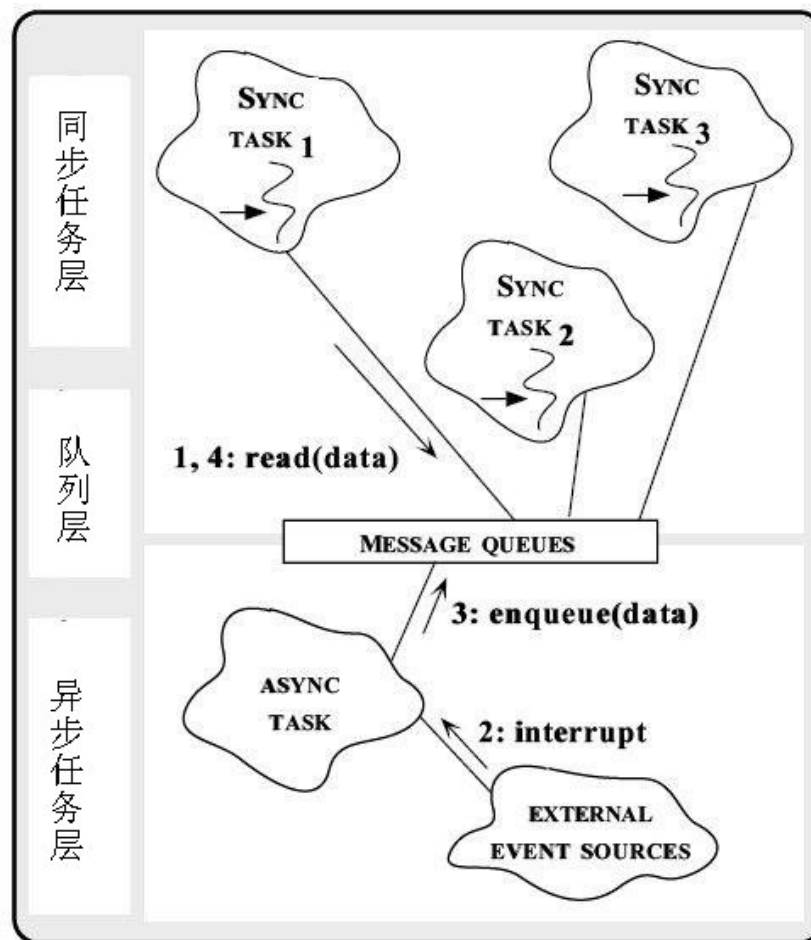 同步任务层
队列层
异步任务层
SYNC
TASK 1
SYNC
TASK 3
SYNC
TASK 2
1, 4: read(data)
MESSAGE QUEUES
3: enqueue(data)
ASYNC
TASK
2: interrupt
EXTERNAL
EVENT SOURCES